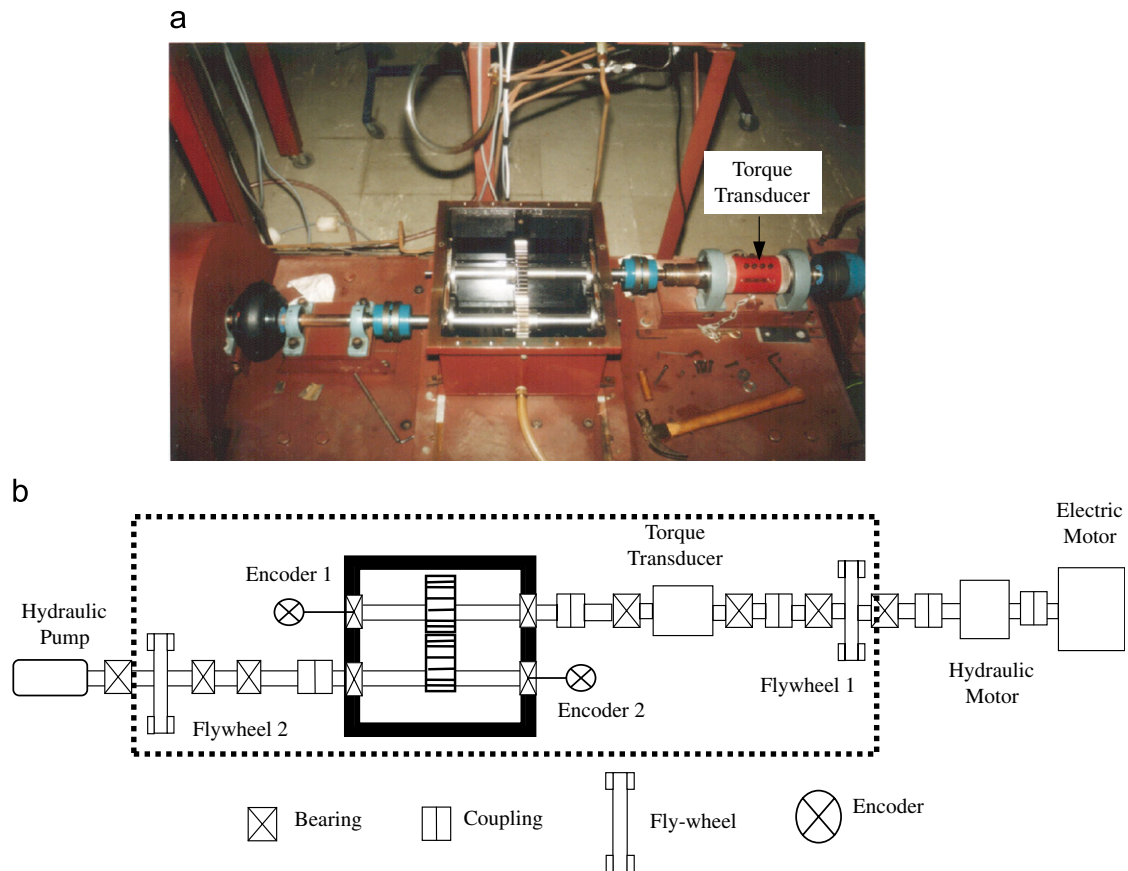 a
Torque
Transducer
b
Electric
Motor
Torque
Transducer
Encoder 1
Hydraulic
Pump
Flywheel 1
Hydraulic
Motor
Encoder 2
Flywheel 2
Bearing
Coupling
Fly-wheel
Encoder